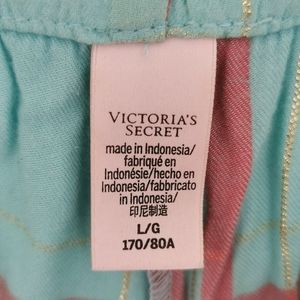 VICTORIA'S
SECRET
made in Indonesia/
fabriqué en
Indonésie/hecho en
Indonesia/fabbricato
in Indonesia/
印尼制造
L/G
170/80A